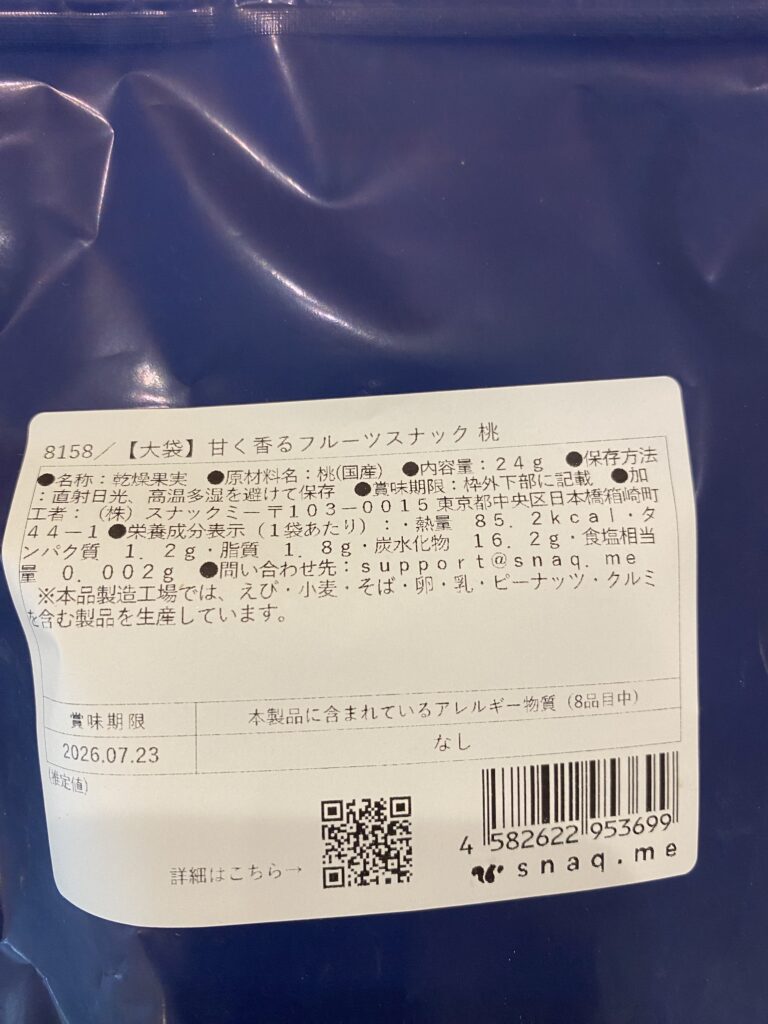 8158／【大袋】甘く香るフルーツスナック 桃
●名称：乾燥果実　●原材料名：桃(国産)　●内容量：２４ｇ　●保存方法
：直射日光、高温多湿を避けて保存　●賞味期限：枠外下部に記載　●加
工者：（株）スナックミー〒１０３－００１５東京都中央区日本橋箱崎町
４４－１●栄養成分表示（１袋あたり）：・熱量　８５．２ｋｃａｌ・タ
ンパク質　１．２ｇ・脂質　１．８ｇ・炭水化物　１６．２ｇ・食塩相当
量　０．００２ｇ　●問い合わせ先：ｓｕｐｐｏｒｔ＠ｓｎａｑ．ｍｅ
※本品製造工場では、えび・小麦・そば・卵・乳・ピーナッツ・クルミ
を含む製品を生産しています。
賞味期限　本製品に含まれているアレルギー物質（8品目中）
2026.07.23　なし
(推定値)
詳細はこちら→
4 582622 953699
snaq.me